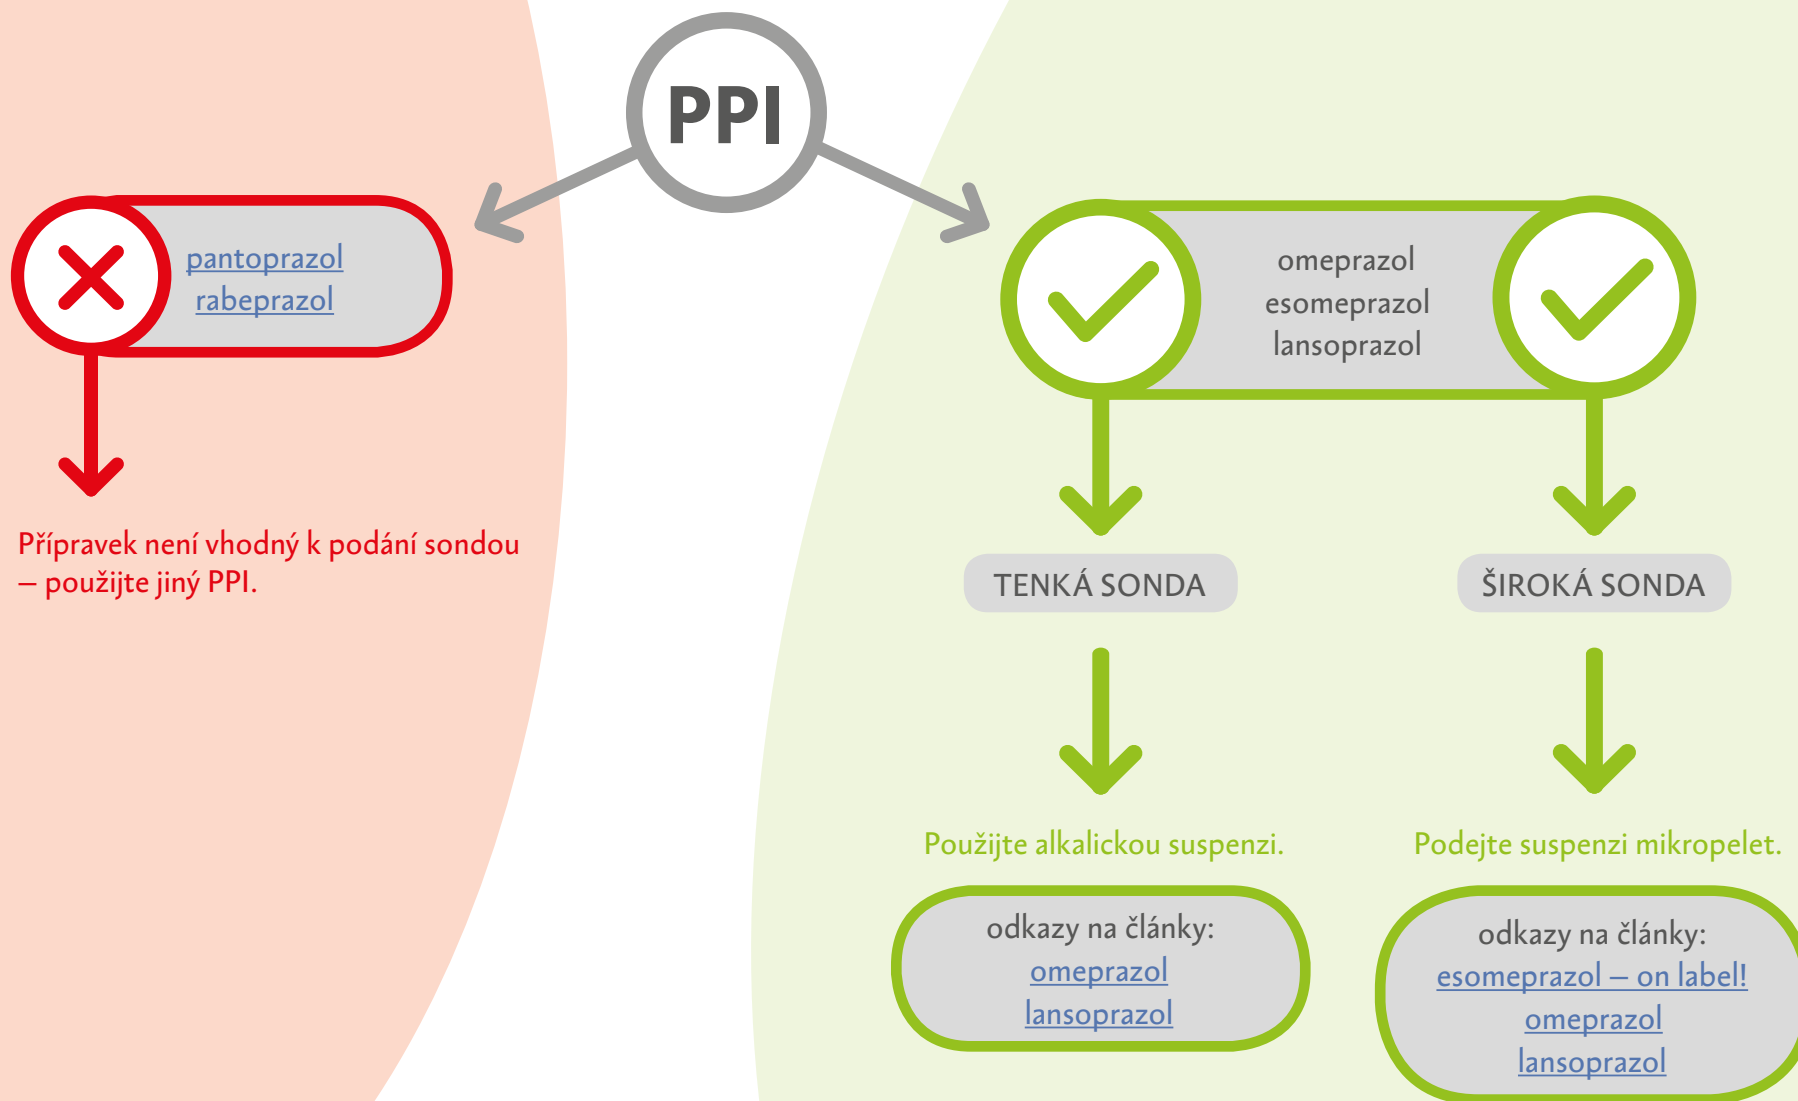 PPI
pantoprazol
rabeprazol
Přípravek není vhodný k podání sondou
– použijte jiný PPI.
omeprazol
esomeprazol
lansoprazol
TENKÁ SONDA
Použijte alkalickou suspenzi.
odkazy na články:
omeprazol
lansoprazol
ŠIROKÁ SONDA
Podejte suspenzi mikropelet.
odkazy na články:
esomeprazol – on label!
omeprazol
lansoprazol